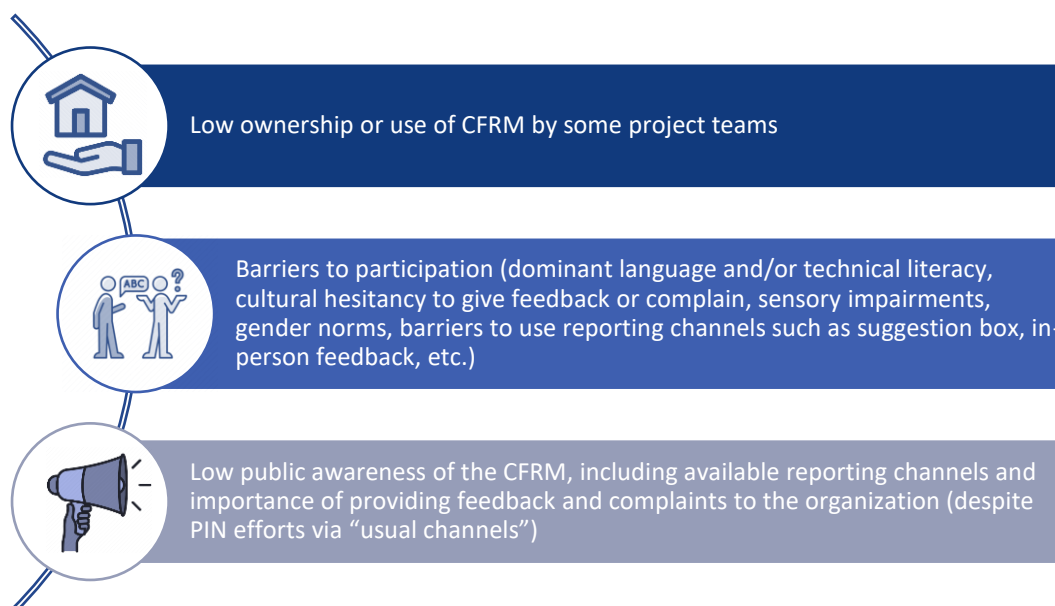 Low ownership or use of CFRM by some project teams
ABC ?
Barriers to participation (dominant language and/or technical literacy,
cultural hesitancy to give feedback or complain, sensory impairments,
gender norms, barriers to use reporting channels such as suggestion box, in-
person feedback, etc.)
Low public awareness of the CFRM, including available reporting channels and
importance of providing feedback and complaints to the organization (despite
PIN efforts via “usual channels”)